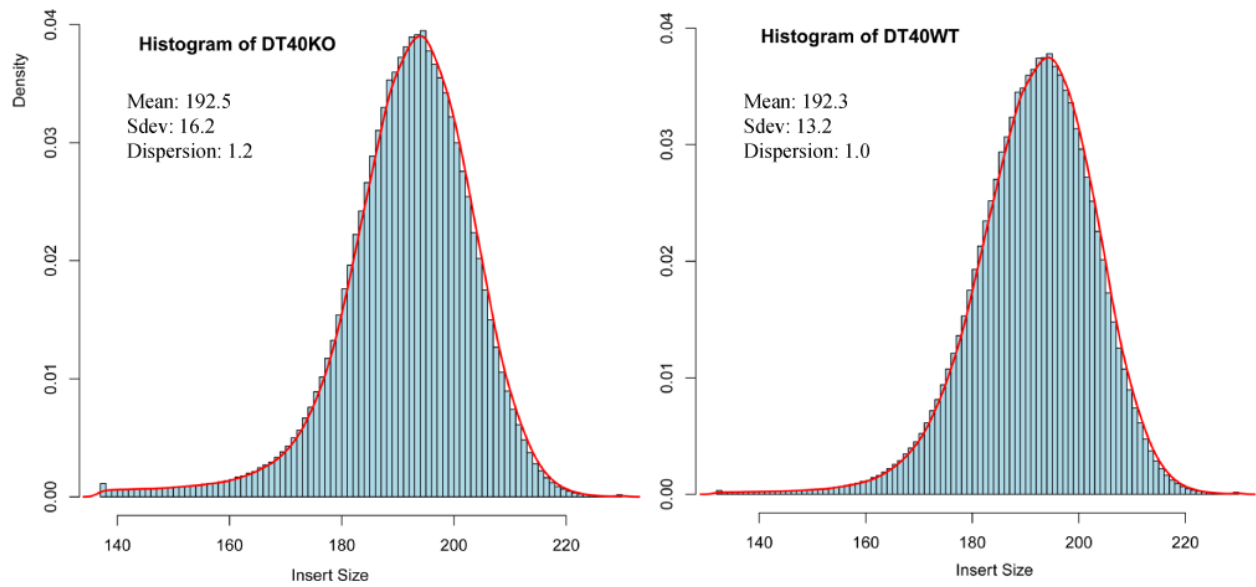 Histogram of DT40KO
Mean: 192.5
Sdev: 16.2
Dispersion: 1.2
Density
0.04
0.03
0.02
0.01
0.00
140 160 180 200 220
Insert Size
Histogram of DT40WT
Mean: 192.3
Sdev: 13.2
Dispersion: 1.0
0.04
0.03
0.02
0.01
0.00
140 160 180 200 220
Insert Size